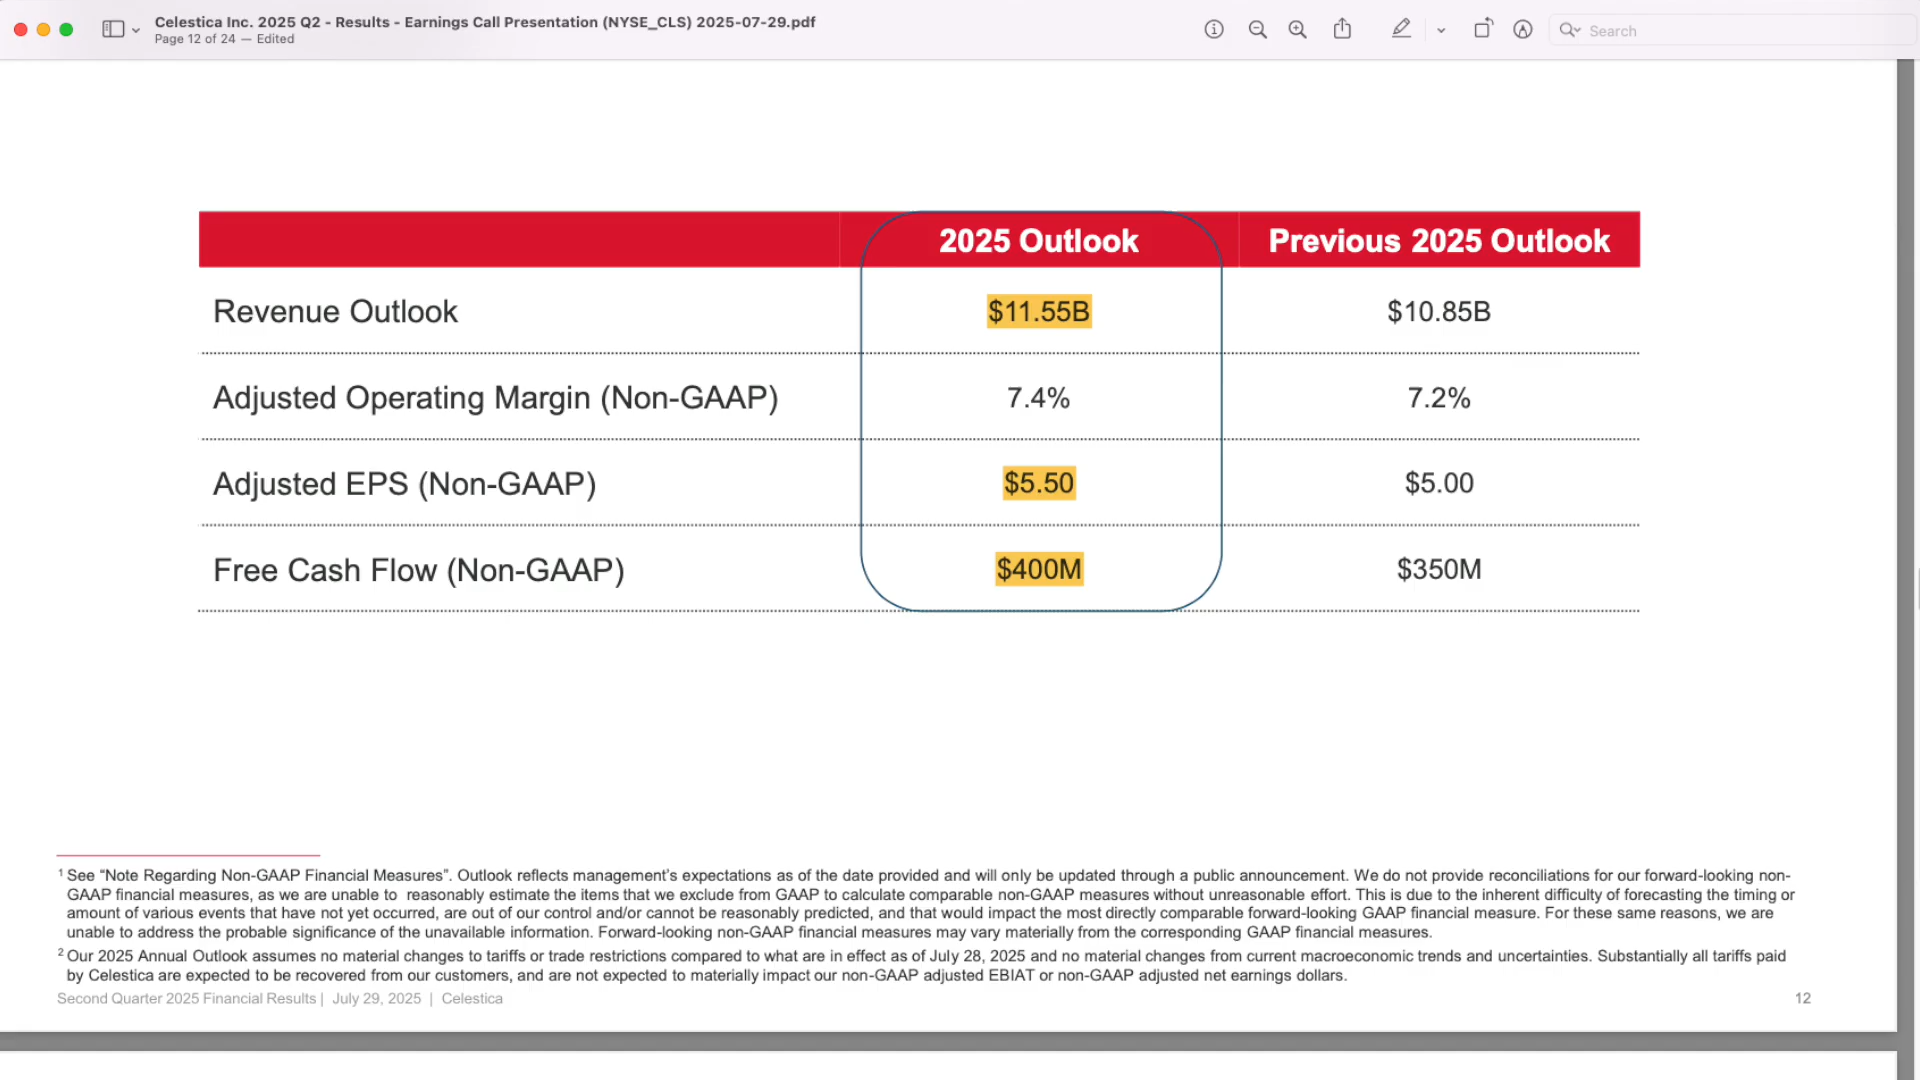 Celestica Inc. 2025 Q2 - Results - Earnings Call Presentation (NYSE_CLS) 2025-07-29.pdf
Page 12 of 24 — Edited
Search
2025 Outlook Previous 2025 Outlook
Revenue Outlook $11.55B $10.85B
Adjusted Operating Margin (Non-GAAP) 7.4% 7.2%
Adjusted EPS (Non-GAAP) $5.50 $5.00
Free Cash Flow (Non-GAAP) $400M $350M
1 See “Note Regarding Non-GAAP Financial Measures”. Outlook reflects management’s expectations as of the date provided and will only be updated through a public announcement. We do not provide reconciliations for our forward-looking non-
GAAP financial measures, as we are unable to reasonably estimate the items that we exclude from GAAP to calculate comparable non-GAAP measures without unreasonable effort. This is due to the inherent difficulty of forecasting the timing or
amount of various events that have not yet occurred, are out of our control and/or cannot be reasonably predicted, and that would impact the most directly comparable forward-looking GAAP financial measure. For these same reasons, we are
unable to address the probable significance of the unavailable information. Forward-looking non-GAAP financial measures may vary materially from the corresponding GAAP financial measures.
2 Our 2025 Annual Outlook assumes no material changes to tariffs or trade restrictions compared to what are in effect as of July 28, 2025 and no material changes from current macroeconomic trends and uncertainties. Substantially all tariffs paid
by Celestica are expected to be recovered from our customers, and are not expected to materially impact our non-GAAP adjusted EBIAT or non-GAAP adjusted net earnings dollars.
Second Quarter 2025 Financial Results | July 29, 2025 | Celestica 12